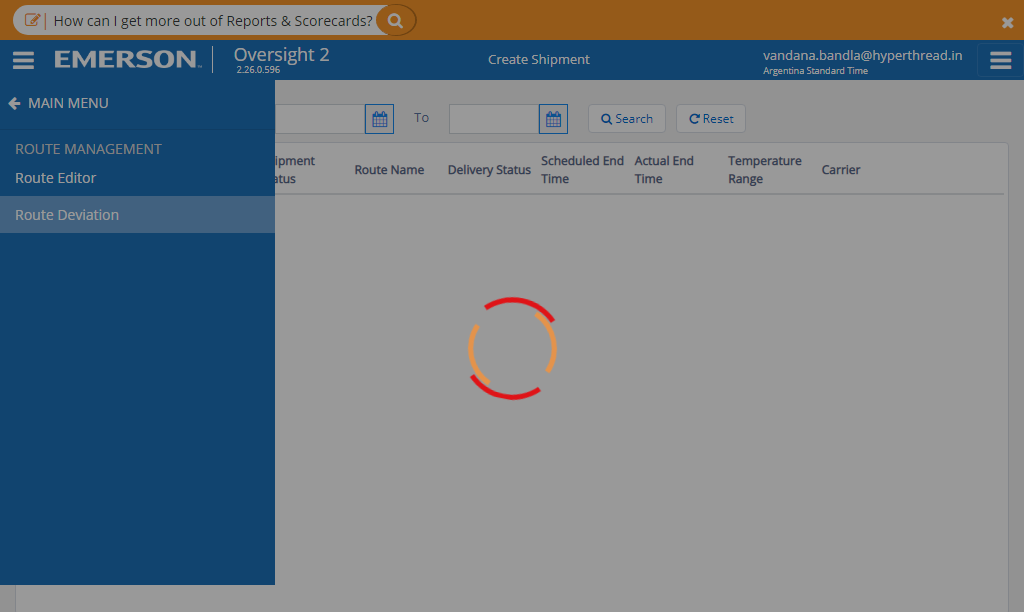 How can I get more out of Reports & Scorecards?
EMERSON™
Oversight 2
2.26.0.596
Create Shipment
vandana.bandla@hyperthread.in
Argentina Standard Time
MAIN MENU
To
Search
Reset
ROUTE MANAGEMENT
Route Editor
Route Deviation
ipment
atus
Route Name
Delivery Status
Scheduled End
Time
Actual End
Time
Temperature
Range
Carrier